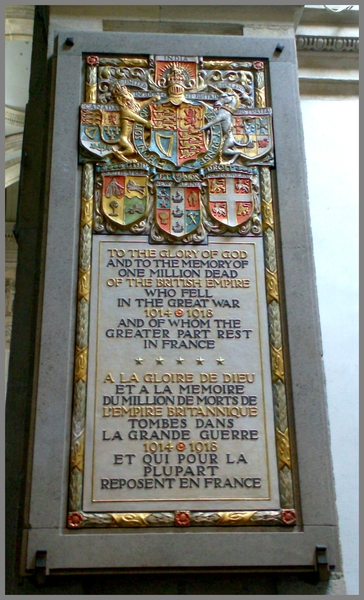 INDIA
CANADA
TO THE GLORY OF GOD
AND TO THE MEMORY OF
ONE MILLION DEAD
OF THE BRITISH EMPIRE
WHO FELL
IN THE GREAT WAR
1914 1918
AND OF WHOM THE
GREATER PART REST
IN FRANCE
A LA GLOIRE DE DIEU
ET A LA MEMOIRE
DU MILLION DE MORTS DE
L'EMPIRE BRITANNIQUE
TOMBES DANS
LA GRANDE GUERRE
1914 1918
ET QUI POUR LA
PLUPART
REPOSENT EN FRANCE